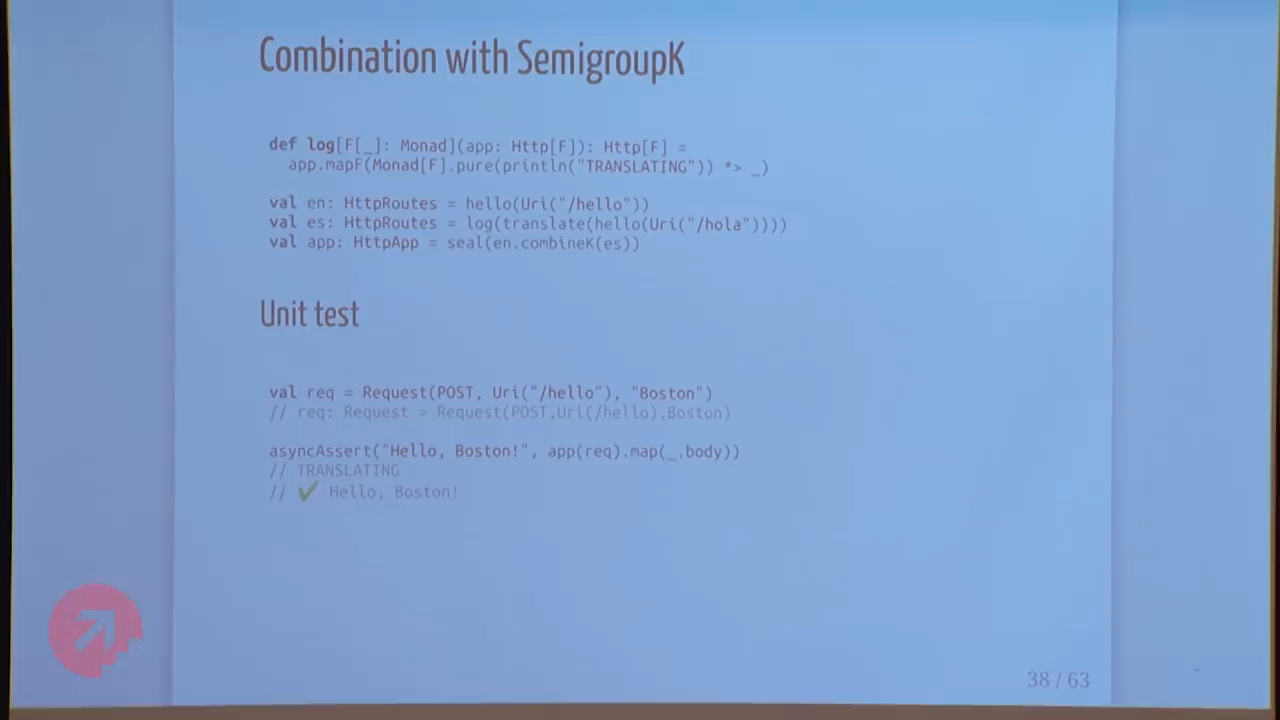 Combination with SemigroupK
def log[F[_]: Monad](app: Http[F]): Http[F] =
app.mapF(Monad[F].pure(println("TRANSLATING")) *> _)
val en: HttpRoutes = hello(Uri("/hello"))
val es: HttpRoutes = log(translate(hello(Uri("/hola"))))
val app: HttpApp = seal(en.combineK(es))
Unit test
val req = Request(POST, Uri("/hello"), "Boston")
// req: Request = Request(POST,Uri(/hello),Boston)
asyncAssert("Hello, Boston!", app(req).map(_.body))
// TRANSLATING
// ✔ Hello, Boston!
38 / 63